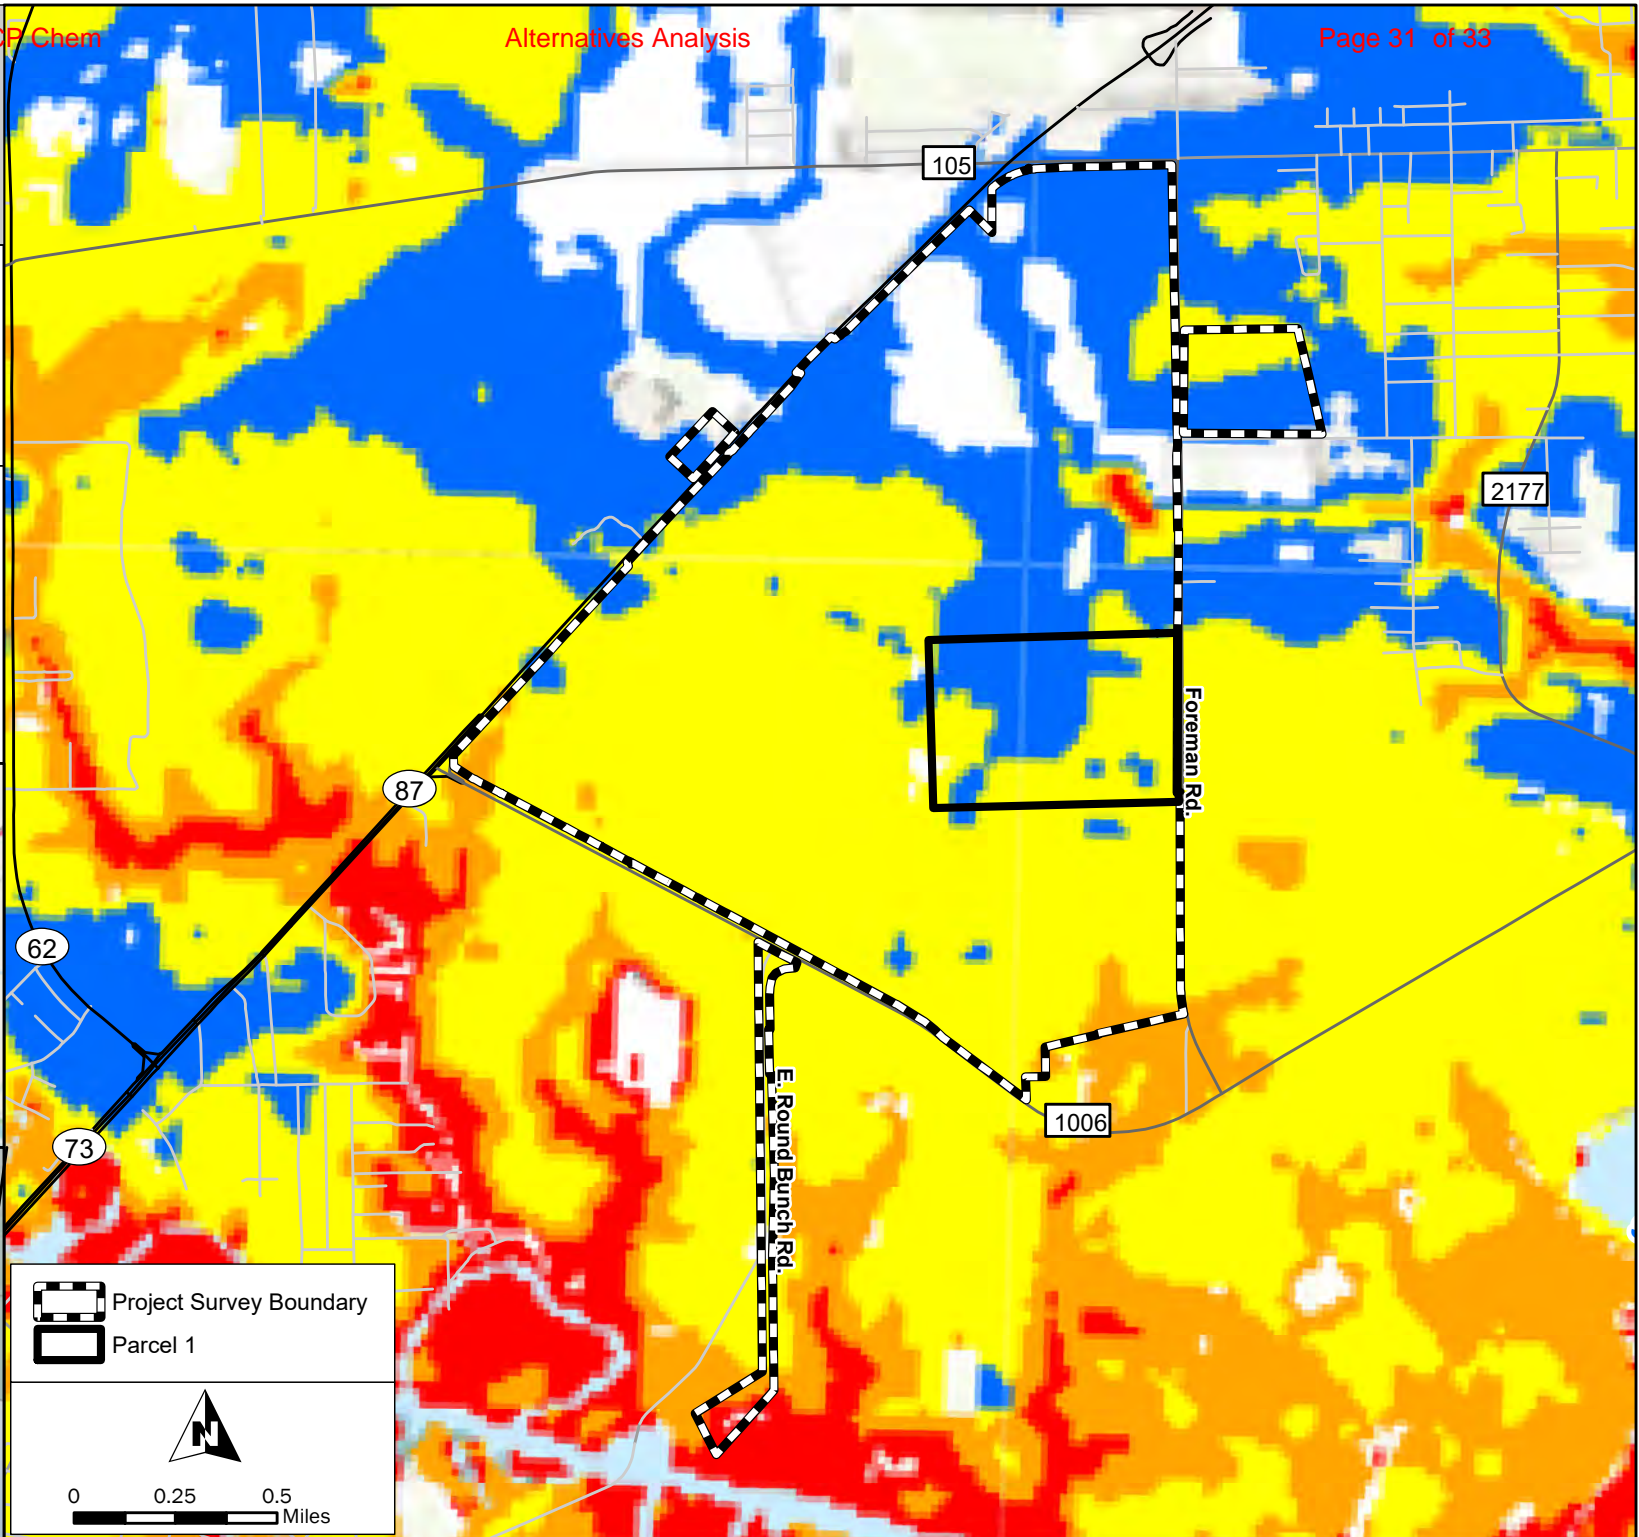 CP Chem
Alternatives Analysis
Page 31 of 33
105
2177
Foreman Rd.
87
62
1006
E. Round Bunch Rd.
73
Project Survey Boundary
Parcel 1
N
0 0.25 0.5
Miles